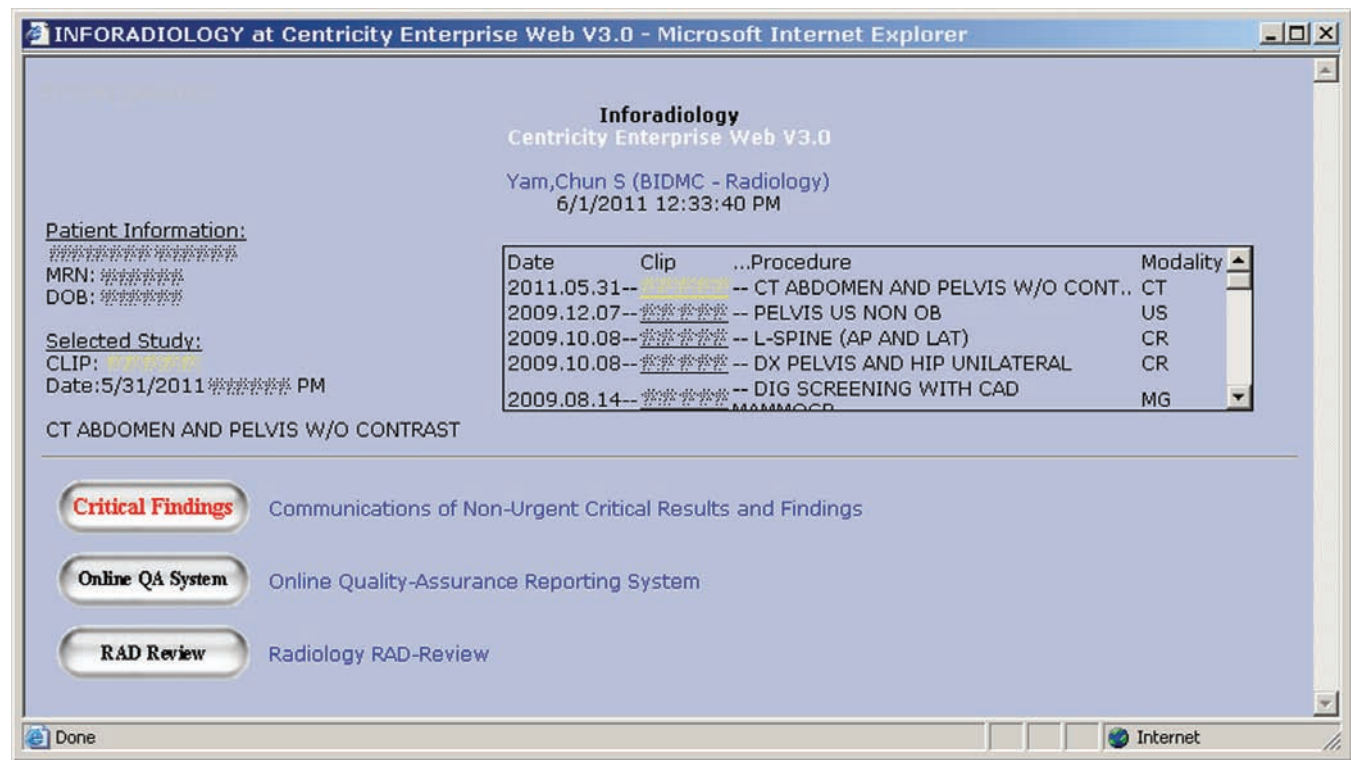 INFORADIOLOGY at Centricity Enterprise Web V3.0 - Microsoft Internet Explorer
Inforadiology
Centricity Enterprise Web V3.0
Yam,Chun S (BIDMC - Radiology)
6/1/2011 12:33:40 PM
Patient Information:
MRN:
DOB:
Selected Study:
CLIP:
Date:5/31/2011 PM
CT ABDOMEN AND PELVIS W/O CONTRAST
Date Clip ...Procedure Modality
2011.05.31-- -- CT ABDOMEN AND PELVIS W/O CONT.. CT
2009.12.07-- -- PELVIS US NON OB US
2009.10.08-- -- L-SPINE (AP AND LAT) CR
2009.10.08-- -- DX PELVIS AND HIP UNILATERAL CR
2009.08.14-- -- DIG SCREENING WITH CAD MG
Critical Findings Communications of Non-Urgent Critical Results and Findings
Online QA System Online Quality-Assurance Reporting System
RAD Review Radiology RAD-Review
Done Internet